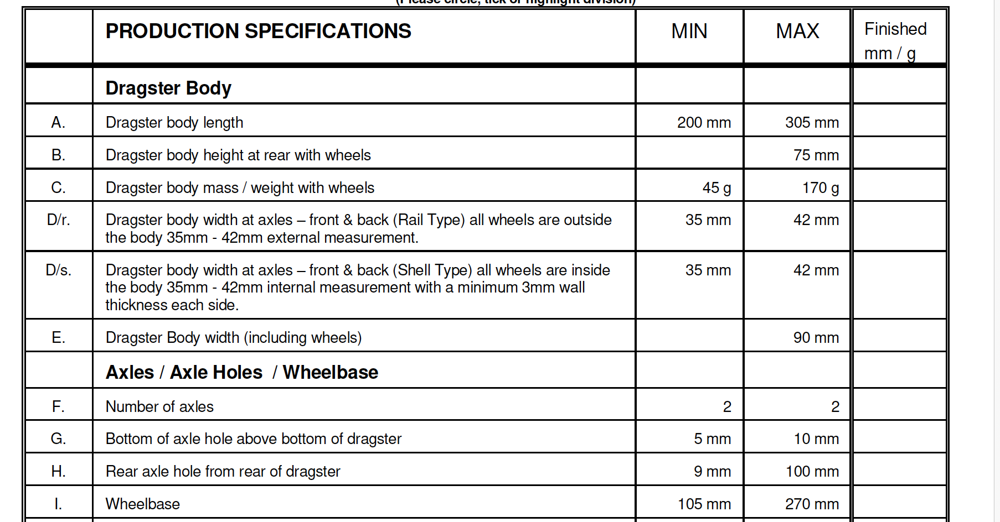 (Please circle, tick or highlight division)
PRODUCTION SPECIFICATIONS MIN MAX Finished
mm / g
Dragster Body
A. Dragster body length 200 mm 305 mm
B. Dragster body height at rear with wheels 75 mm
C. Dragster body mass / weight with wheels 45 g 170 g
D/r. Dragster body width at axles – front & back (Rail Type) all wheels are outside 35 mm 42 mm
the body 35mm - 42mm external measurement.
D/s. Dragster body width at axles – front & back (Shell Type) all wheels are inside 35 mm 42 mm
the body 35mm - 42mm internal measurement with a minimum 3mm wall
thickness each side.
E. Dragster Body width (including wheels) 90 mm
Axles / Axle Holes / Wheelbase
F. Number of axles 2 2
G. Bottom of axle hole above bottom of dragster 5 mm 10 mm
H. Rear axle hole from rear of dragster 9 mm 100 mm
I. Wheelbase 105 mm 270 mm